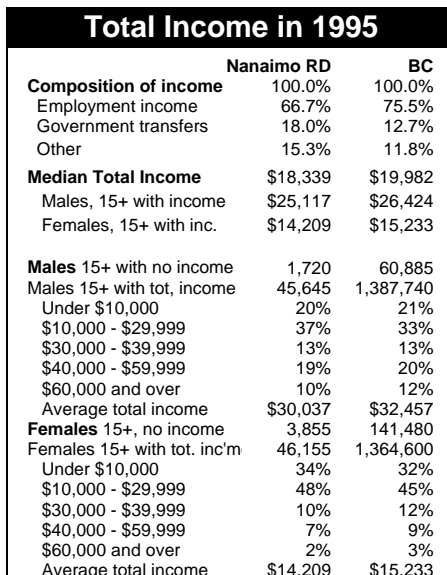 Total Income in 1995
Nanaimo RD BC
Composition of income 100.0% 100.0%
Employment income 66.7% 75.5%
Government transfers 18.0% 12.7%
Other 15.3% 11.8%
Median Total Income $18,339 $19,982
Males, 15+ with income $25,117 $26,424
Females, 15+ with inc. $14,209 $15,233
Males 15+ with no income 1,720 60,885
Males 15+ with tot, income 45,645 1,387,740
Under $10,000 20% 21%
$10,000 - $29,999 37% 33%
$30,000 - $39,999 13% 13%
$40,000 - $59,999 19% 20%
$60,000 and over 10% 12%
Average total income $30,037 $32,457
Females 15+, no income 3,855 141,480
Females 15+ with tot. inc'm 46,155 1,364,600
Under $10,000 34% 32%
$10,000 - $29,999 48% 45%
$30,000 - $39,999 10% 12%
$40,000 - $59,999 7% 9%
$60,000 and over 2% 3%
Average total income $14,209 $15,233